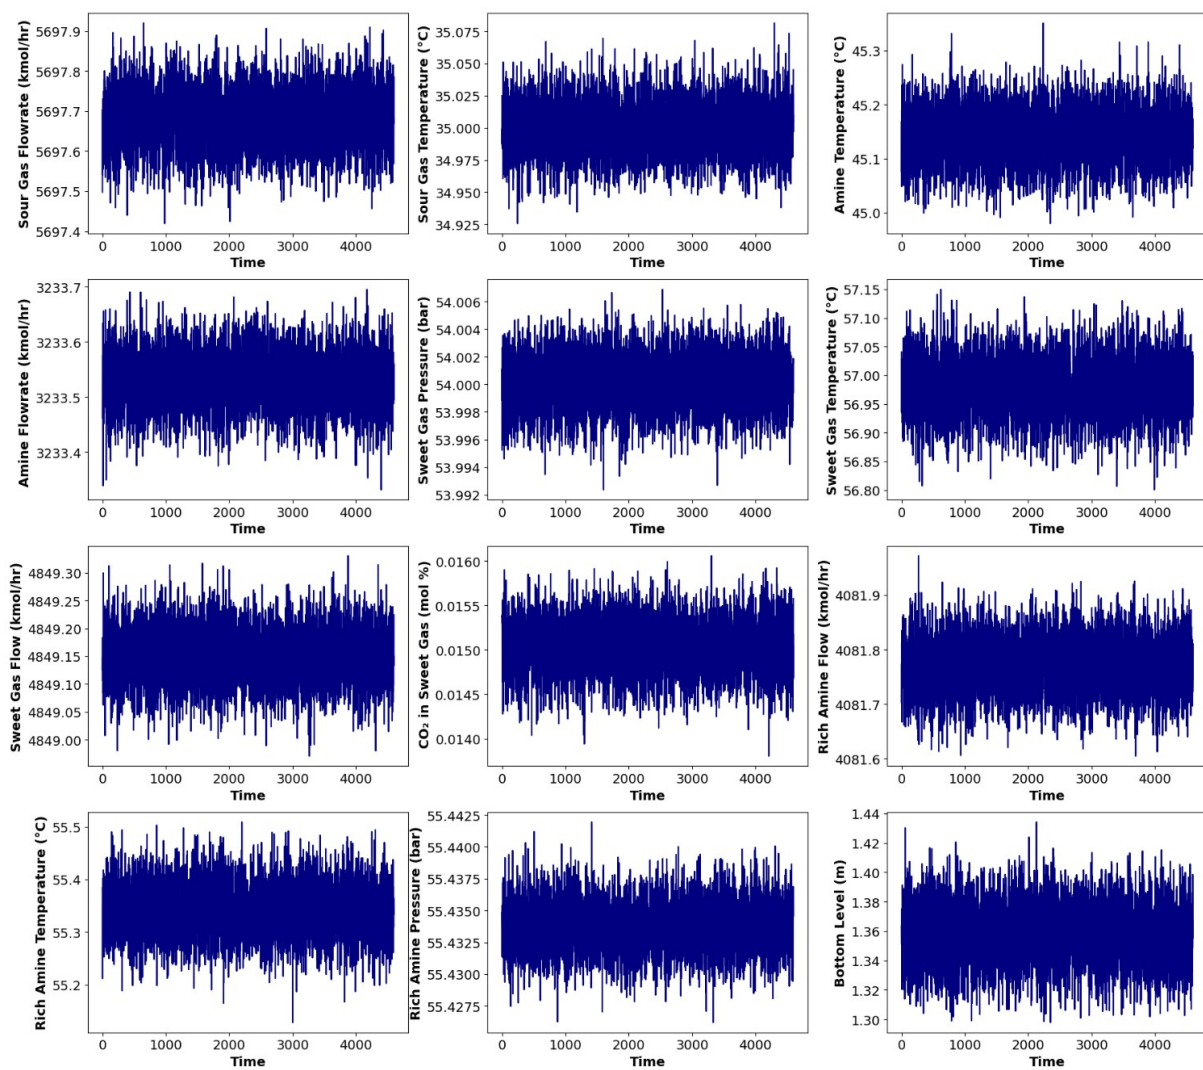 Sour Gas Flowrate (kmol/hr)
5697.9
5697.8
5697.7
5697.6
5697.5
5697.4
0 1000 2000 3000 4000
Time
Sour Gas Temperature (°C)
35.075
35.050
35.025
35.000
34.975
34.950
34.925
0 1000 2000 3000 4000
Time
Amine Temperature (°C)
45.3
45.2
45.1
45.0
0 1000 2000 3000 4000
Time
Amine Flowrate (kmol/hr)
3233.7
3233.6
3233.5
3233.4
0 1000 2000 3000 4000
Time
Sweet Gas Pressure (bar)
54.006
54.004
54.002
54.000
53.998
53.996
53.994
53.992
0 1000 2000 3000 4000
Time
Sweet Gas Temperature (°C)
57.15
57.10
57.05
57.00
56.95
56.90
56.85
56.80
0 1000 2000 3000 4000
Time
Sweet Gas Flow (kmol/hr)
4849.30
4849.25
4849.20
4849.15
4849.10
4849.05
4849.00
0 1000 2000 3000 4000
Time
CO₂ in Sweet Gas (mol %)
0.0160
0.0155
0.0150
0.0145
0.0140
0 1000 2000 3000 4000
Time
Rich Amine Flow (kmol/hr)
4081.9
4081.8
4081.7
4081.6
0 1000 2000 3000 4000
Time
Rich Amine Temperature (°C)
55.5
55.4
55.3
55.2
0 1000 2000 3000 4000
Time
Rich Amine Pressure (bar)
55.4425
55.4400
55.4375
55.4350
55.4325
55.4300
55.4275
0 1000 2000 3000 4000
Time
Bottom Level (m)
1.44
1.42
1.40
1.38
1.36
1.34
1.32
1.30
0 1000 2000 3000 4000
Time